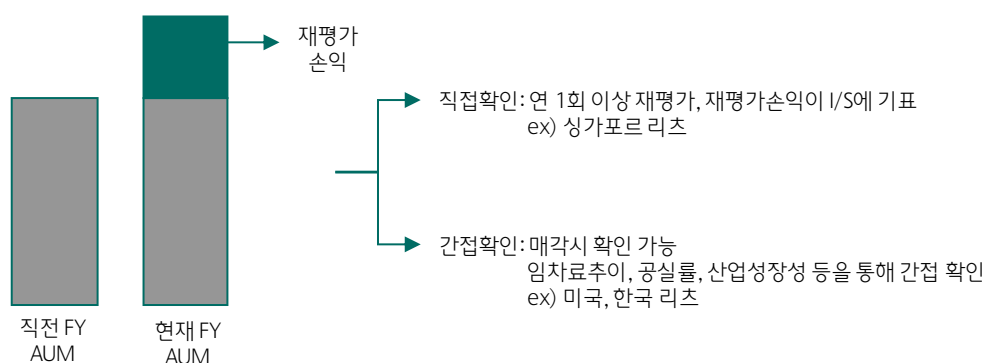 재평가
손익
직접확인: 연 1회 이상 재평가, 재평가손익이 I/S에 기표
ex) 싱가포르 리츠
간접확인: 매각시 확인 가능
임차료추이, 공실률, 산업성장성 등을 통해 간접 확인
ex) 미국, 한국 리츠
직전 FY
AUM
현재 FY
AUM